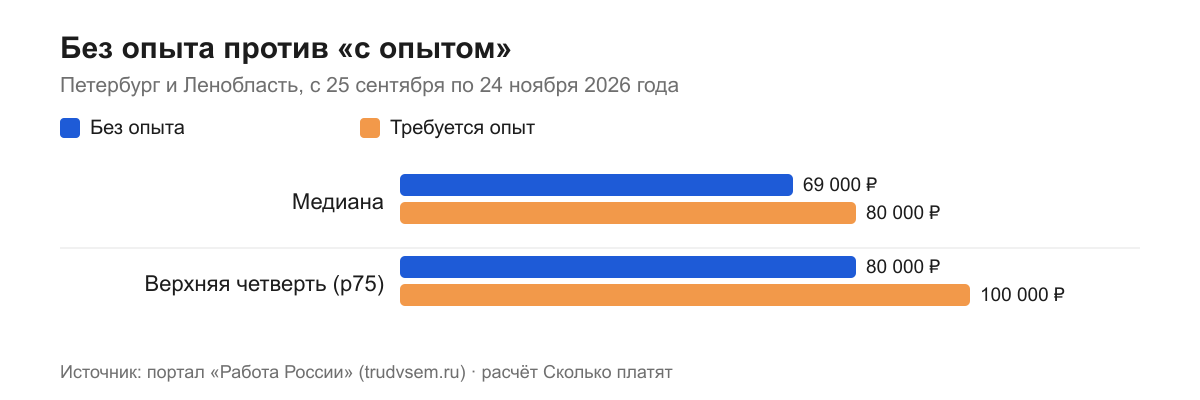 Без опыта против «с опытом»
Петербург и Ленобласть, с 25 сентября по 24 ноября 2026 года
Без опыта
Требуется опыт
Медиана
69 000 ₽
80 000 ₽
Верхняя четверть (p75)
80 000 ₽
100 000 ₽
Источник: портал «Работа России» (trudvsem.ru) · расчёт Сколько платят